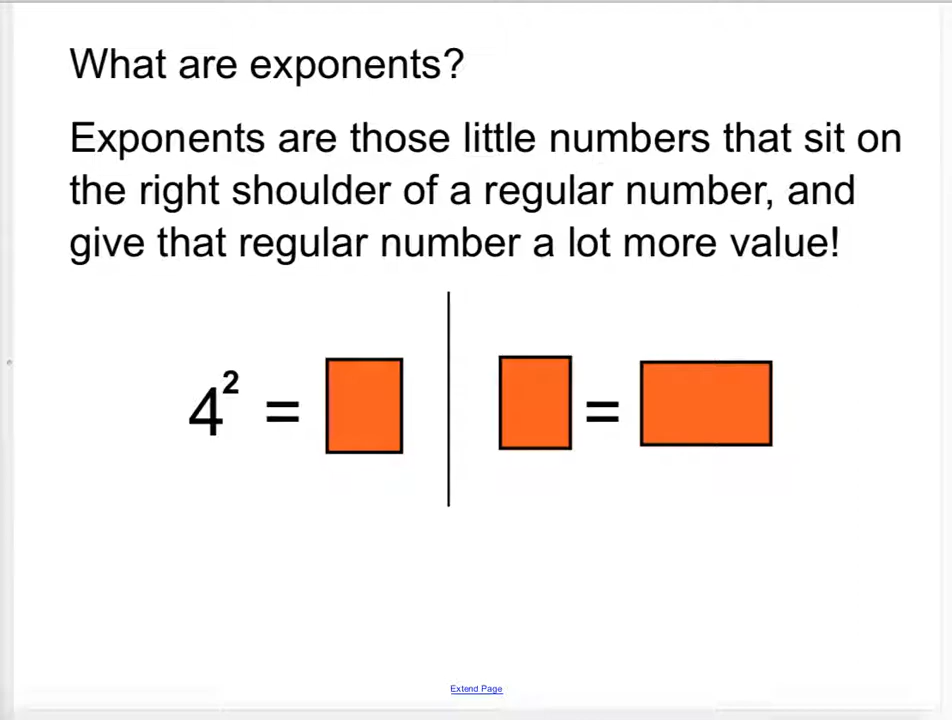 What are exponents?
Exponents are those little numbers that sit on
the right shoulder of a regular number, and
give that regular number a lot more value!
4² =
=
Extend Page